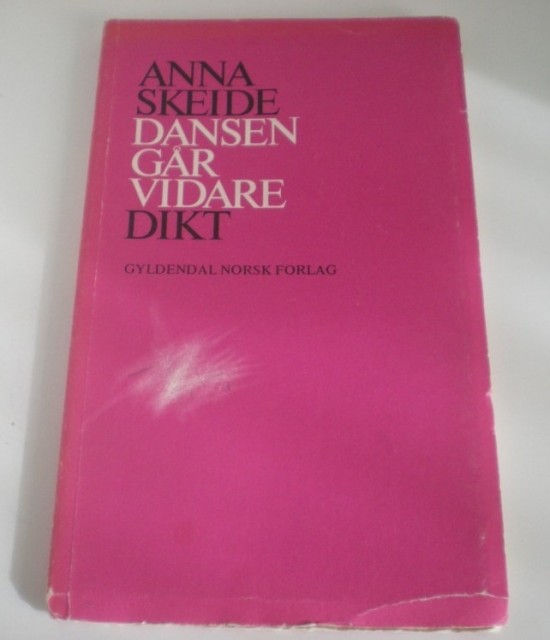 ANNA
SKEIDE
DANSEN
GÅR
VIDARE
DIKT
GYLDENDAL NORSK FORLAG